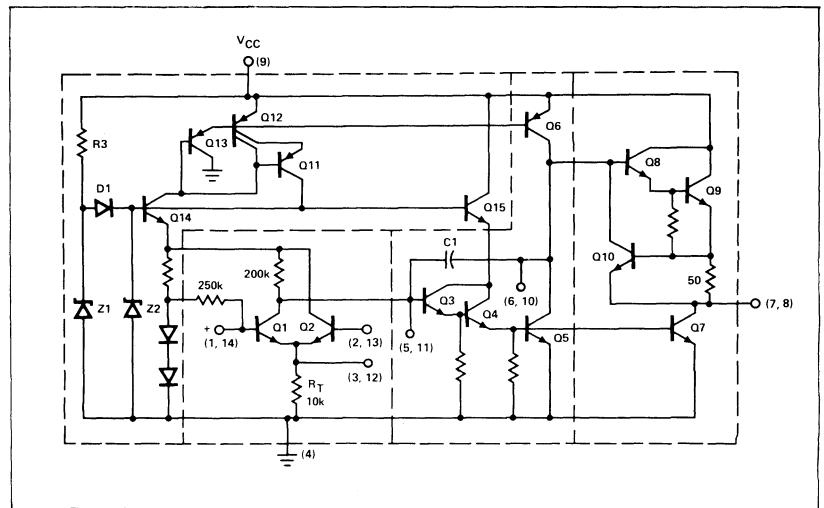 VCC
(9)
Q12
Q6
R3
Q13
Q8
Q11
Q9
D1
Q14
Q15
C1
Q10
200k
50
250k
(6, 10)
(7, 8)
Z1
Z2
Q3
Q4
+
Q1
Q2
Q5
Q7
(1, 14)
(2, 13)
(5, 11)
(3, 12)
RT
10k
(4)